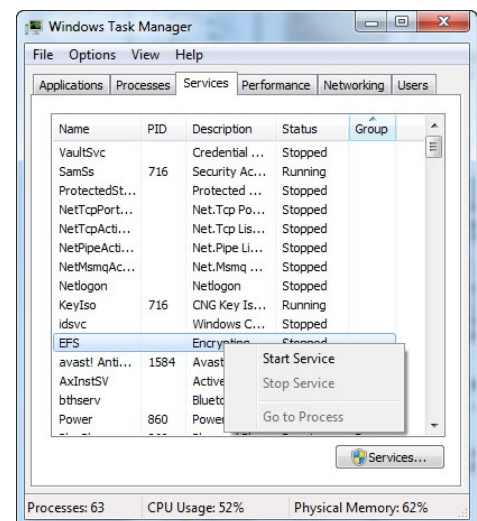 Windows Task Manager
File Options View Help
Applications Processes Services Performance Networking Users
Name PID Description Status Group
VaultSvc Credential ... Stopped
SamSs 716 Security Ac... Running
ProtectedSt... Protected ... Stopped
NetTcpPort... Net.Tcp Po... Stopped
NetTcpActi... Net.Tcp Lis... Stopped
NetPipeActi... Net.Pipe Li... Stopped
NetMsmqAc... Net.Msmq ... Stopped
Netlogon Netlogon Stopped
KeyIso 716 CNG Key Is... Running
idsvc Windows C... Stopped
EFS Encrypting Stopped
avast! Anti... 1584 Avast
AxInstSV Active
bthserv Blueto
Power 860 Power
Start Service
Stop Service
Go to Process
Services...
Processes: 63 CPU Usage: 52% Physical Memory: 62%